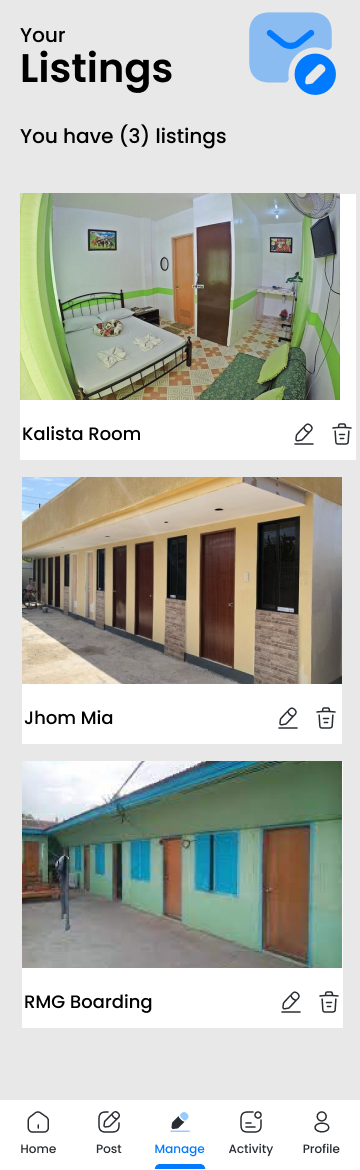 Your
Listings
You have (3) listings
Kalista Room
Jhom Mia
RMG Boarding
Home
Post
Manage
Activity
Profile